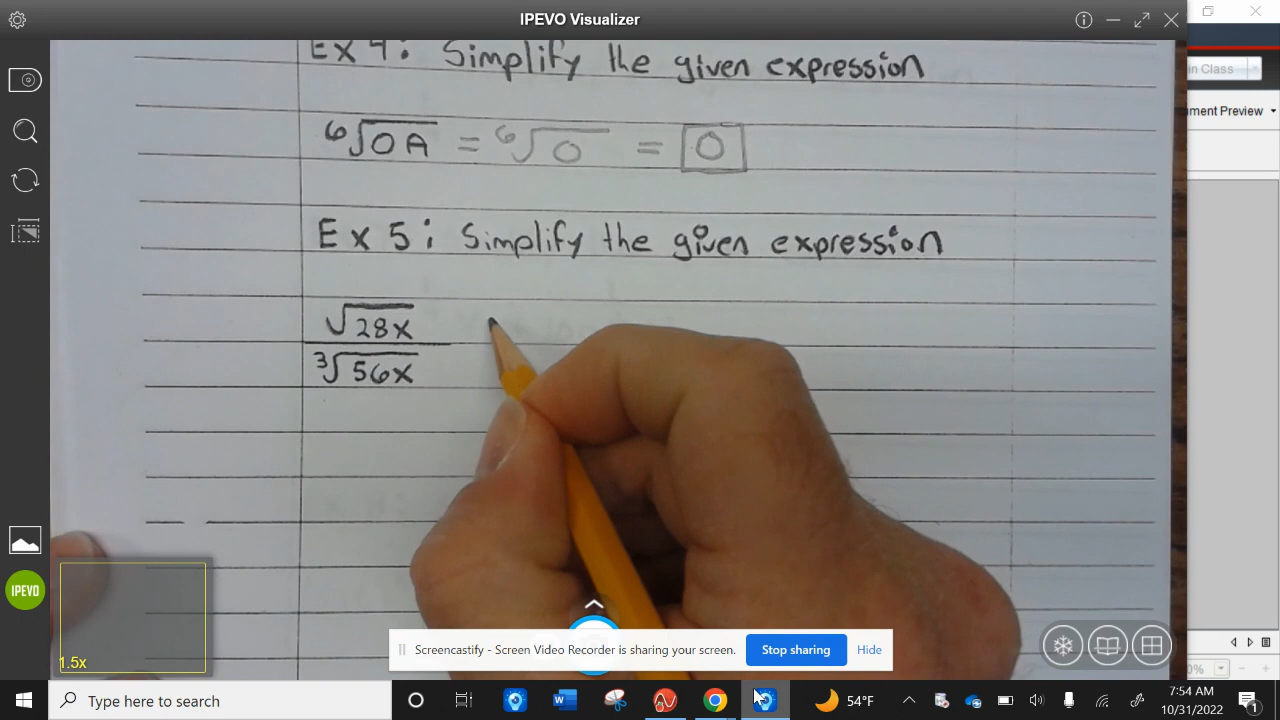 IPEVO Visualizer
Ex 4: Simplify the given expression
⁶√0A = ⁶√0 = 0
Ex 5: Simplify the given expression
√28x
³√56x
in Class
ment Preview
IPEVO
1.5x
Screencastify - Screen Video Recorder is sharing your screen.
Stop sharing
Hide
0%
Type here to search
54°F
7:54 AM
10/31/2022
1